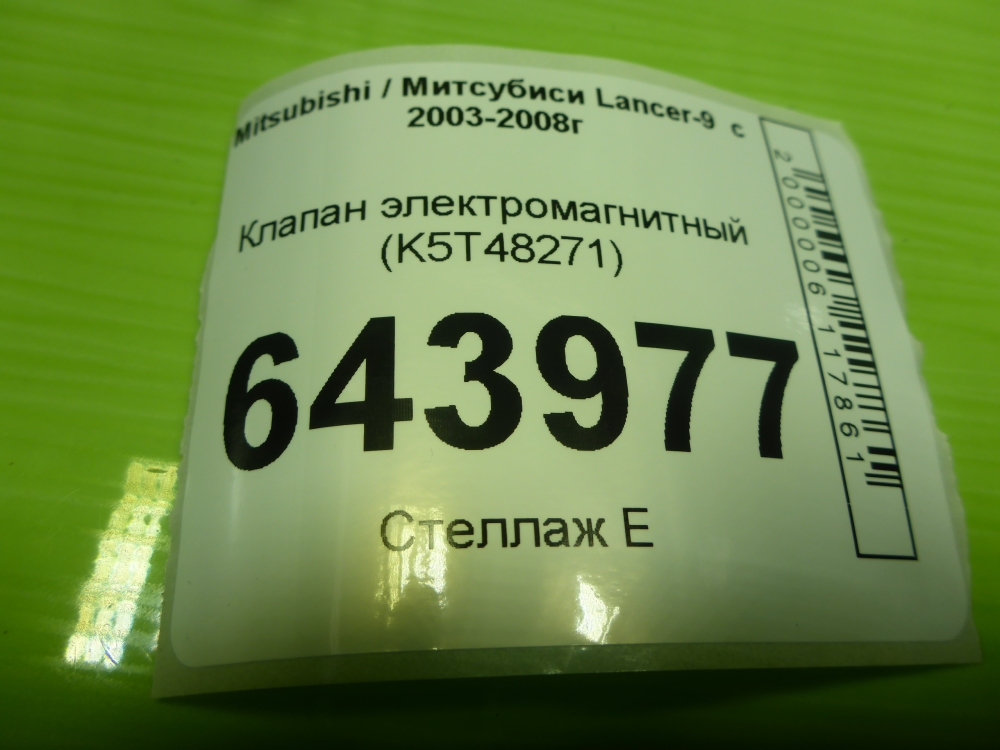 Mitsubishi / Митсубиси Lancer-9 с
2003-2008г
Клапан электромагнитный
(K5T48271)
643977
Стеллаж Е
2000006117861